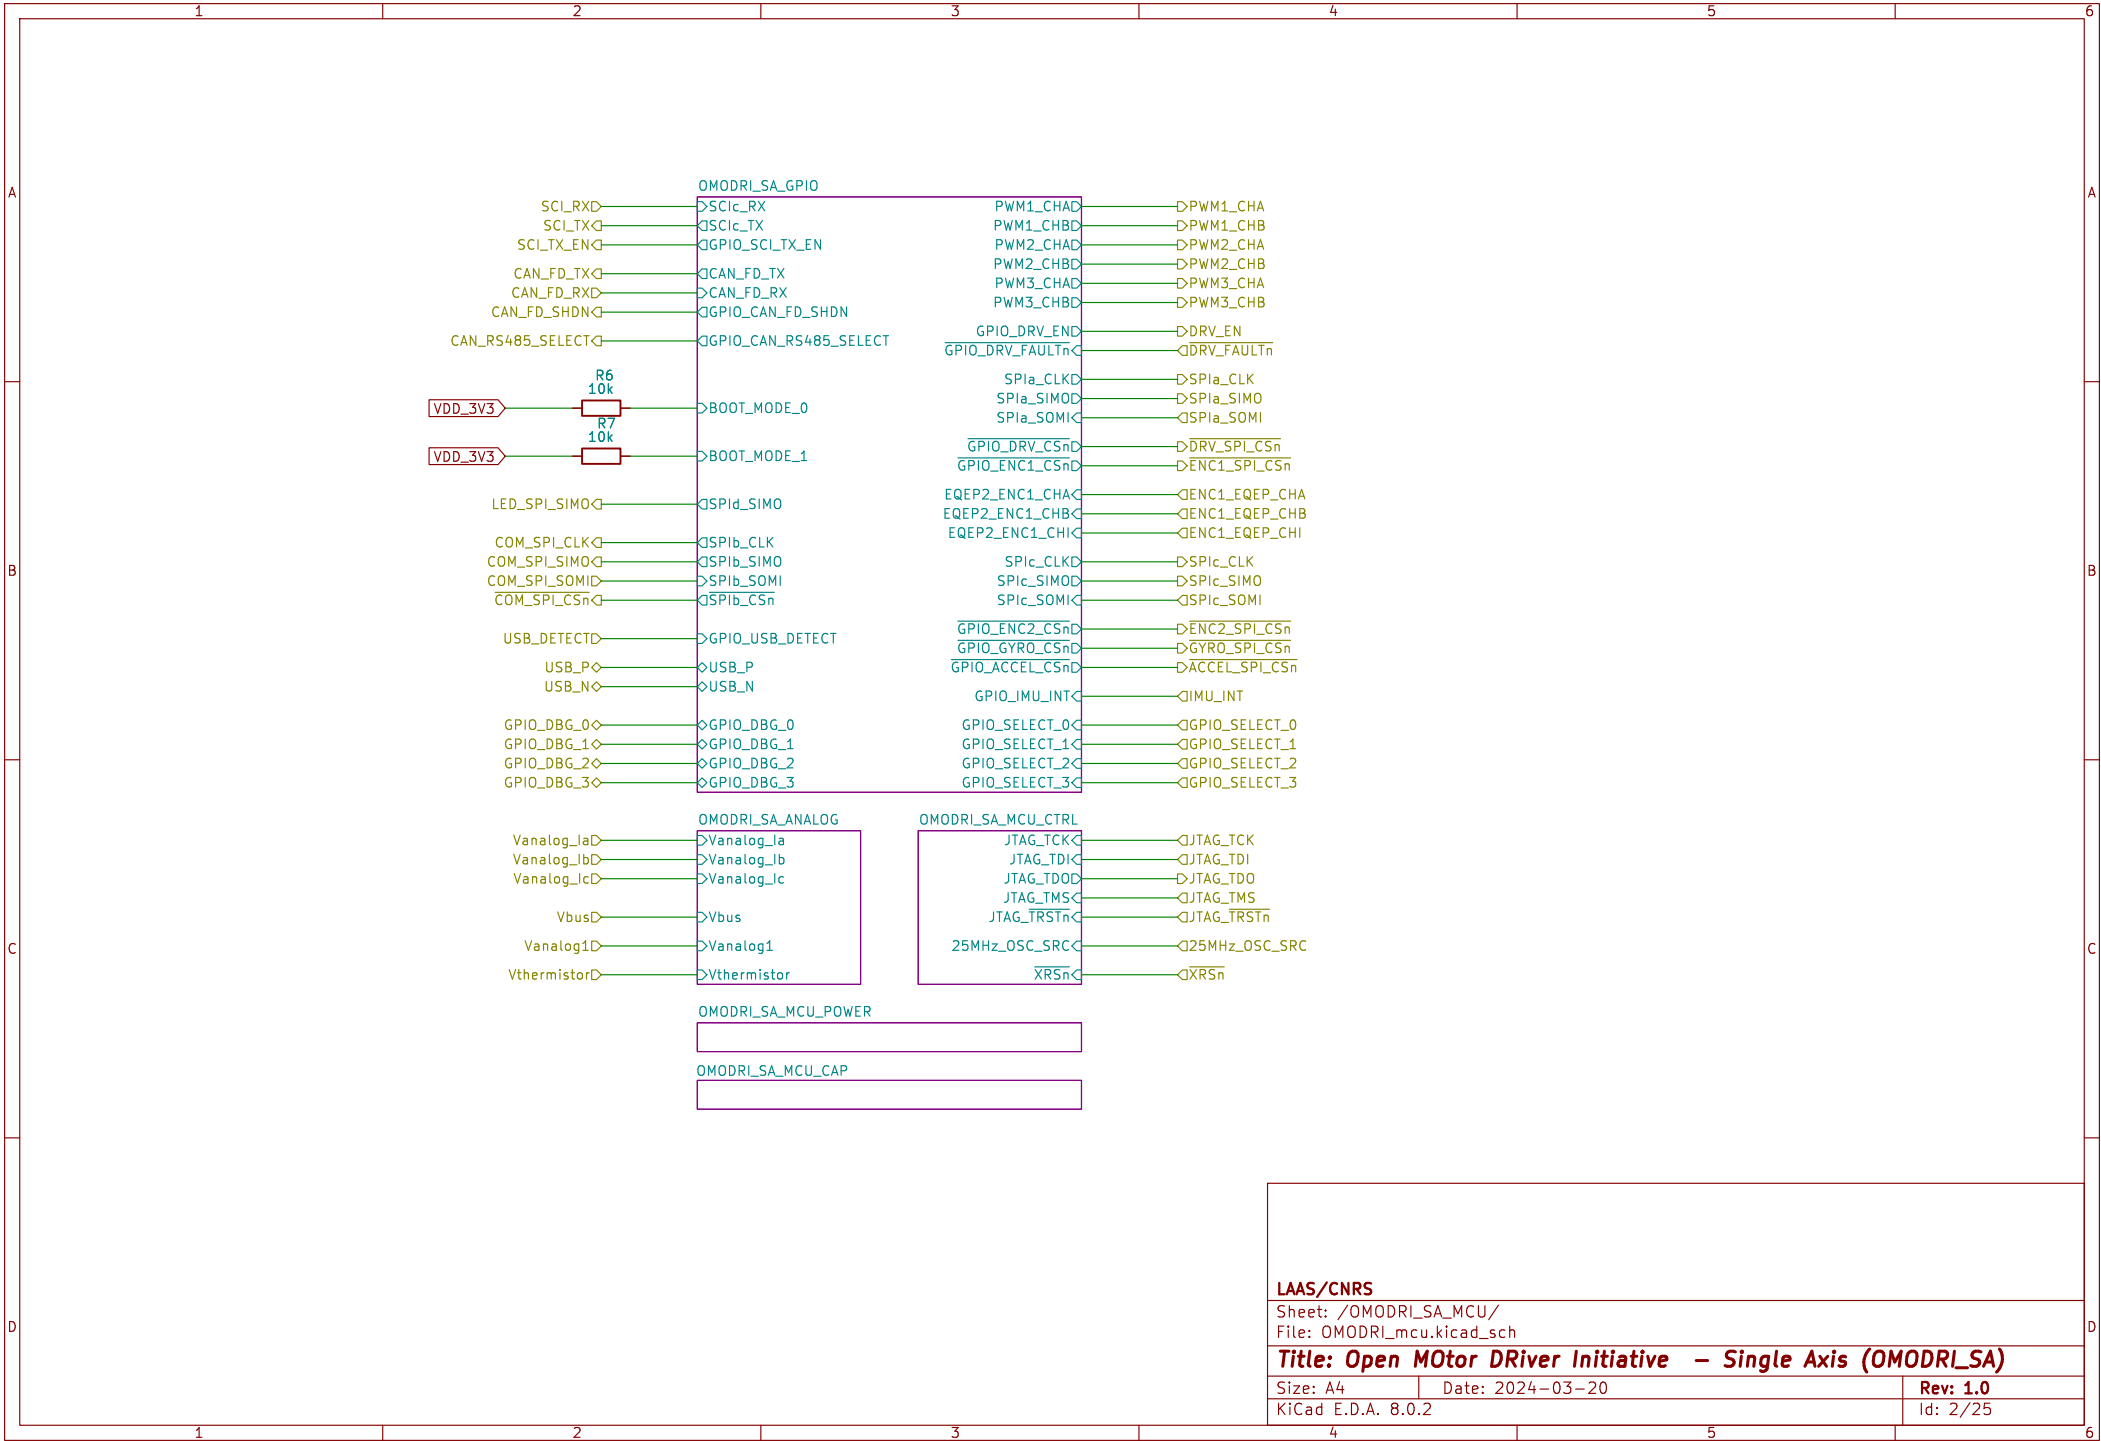 1 2 3 4 5 6
A A
B B
C C
D D
OMODRI_SA_GPIO
SCI_RX SCIc_RX PWM1_CHA PWM1_CHA
SCI_TX SCIc_TX PWM1_CHB PWM1_CHB
SCI_TX_EN GPIO_SCI_TX_EN PWM2_CHA PWM2_CHA
PWM2_CHB PWM2_CHB
CAN_FD_TX CAN_FD_TX
PWM3_CHA PWM3_CHA
CAN_FD_RX CAN_FD_RX
PWM3_CHB PWM3_CHB
CAN_FD_SHDN GPIO_CAN_FD_SHDN
GPIO_DRV_EN DRV_EN
CAN_RS485_SELECT GPIO_CAN_RS485_SELECT
GPIO_DRV_FAULTn DRV_FAULTn
R6
10k
SPIa_CLK SPIa_CLK
SPIa_SIMO SPIa_SIMO
VDD_3V3 BOOT_MODE_0
SPIa_SOMI SPIa_SOMI
R7
10k
GPIO_DRV_CSn DRV_SPI_CSn
VDD_3V3 BOOT_MODE_1
GPIO_ENC1_CSn ENC1_SPI_CSn
EQEP2_ENC1_CHA ENC1_EQEP_CHA
LED_SPI_SIMO SPId_SIMO
EQEP2_ENC1_CHB ENC1_EQEP_CHB
EQEP2_ENC1_CHI ENC1_EQEP_CHI
COM_SPI_CLK SPIb_CLK
COM_SPI_SIMO SPIb_SIMO SPIc_CLK SPIc_CLK
COM_SPI_SOMI SPIb_SOMI SPIc_SIMO SPIc_SIMO
COM_SPI_CSn SPIb_CSn SPIc_SOMI SPIc_SOMI
GPIO_ENC2_CSn ENC2_SPI_CSn
USB_DETECT GPIO_USB_DETECT
GPIO_GYRO_CSn GYRO_SPI_CSn
USB_P USB_P GPIO_ACCEL_CSn ACCEL_SPI_CSn
USB_N USB_N
GPIO_IMU_INT IMU_INT
GPIO_DBG_0 GPIO_DBG_0 GPIO_SELECT_0 GPIO_SELECT_0
GPIO_DBG_1 GPIO_DBG_1 GPIO_SELECT_1 GPIO_SELECT_1
GPIO_DBG_2 GPIO_DBG_2 GPIO_SELECT_2 GPIO_SELECT_2
GPIO_DBG_3 GPIO_DBG_3 GPIO_SELECT_3 GPIO_SELECT_3
OMODRI_SA_ANALOG OMODRI_SA_MCU_CTRL
Vanalog_Ia Vanalog_Ia JTAG_TCK JTAG_TCK
Vanalog_Ib Vanalog_Ib JTAG_TDI JTAG_TDI
Vanalog_Ic Vanalog_Ic JTAG_TDO JTAG_TDO
JTAG_TMS JTAG_TMS
Vbus Vbus JTAG_TRSTn JTAG_TRSTn
Vanalog1 Vanalog1 25MHz_OSC_SRC 25MHz_OSC_SRC
Vthermistor Vthermistor XRSn XRSn
OMODRI_SA_MCU_POWER
OMODRI_SA_MCU_CAP
LAAS/CNRS
Sheet: /OMODRI_SA_MCU/
File: OMODRI_mcu.kicad_sch
Title: Open MOtor DRiver Initiative - Single Axis (OMODRI_SA)
Size: A4 Date: 2024-03-20 Rev: 1.0
KiCad E.D.A. 8.0.2 Id: 2/25
1 2 3 4 5 6